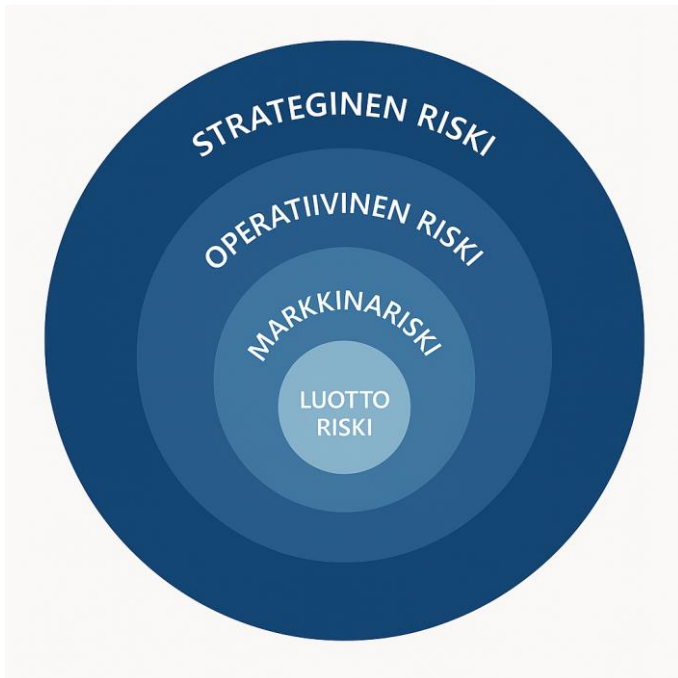 STRATEGINEN RISKI
OPERATIIVINEN RISKI
MARKKINARISKI
LUOTTO
RISKI